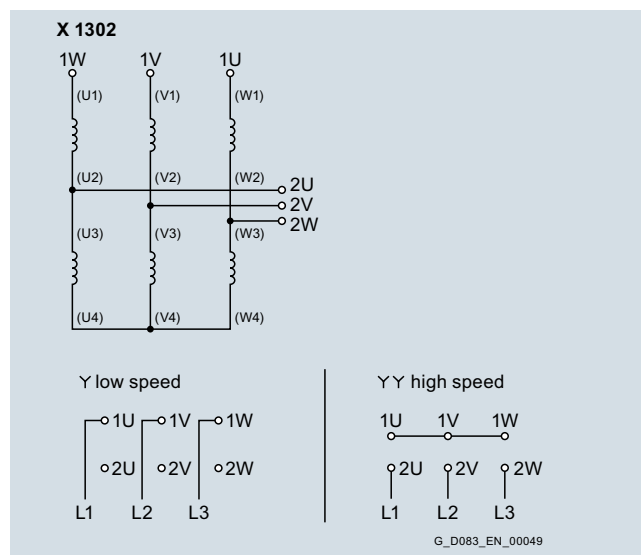 X 1302
1W 1V 1U
(U1) (V1) (W1)
(U2) (V2) (W2)
2U
2V
2W
(U3) (V3) (W3)
(U4) (V4) (W4)
Y low speed
1U 1V 1W
2U 2V 2W
L1 L2 L3
Y Y high speed
1U 1V 1W
2U 2V 2W
L1 L2 L3
G_D083_EN_00049